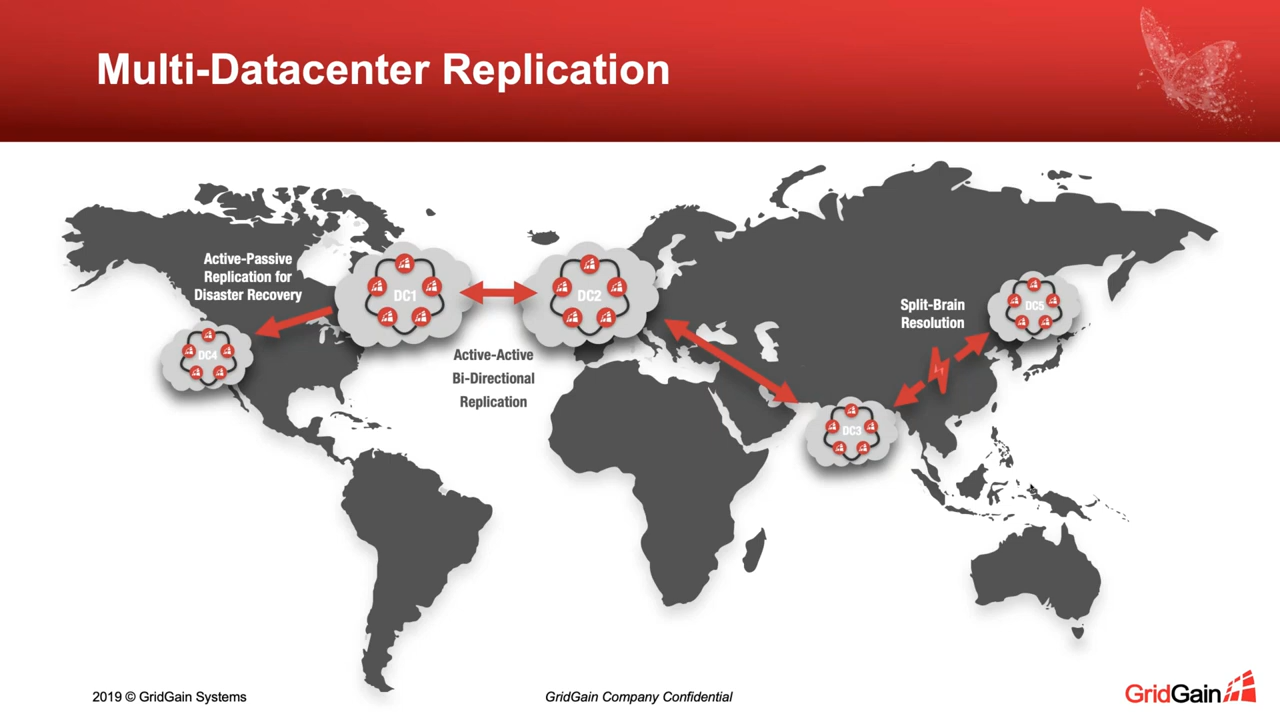 Multi-Datacenter Replication
Active-Passive
Replication for
Disaster Recovery
DC1
DC2
DC4
Active-Active
Bi-Directional
Replication
Split-Brain
Resolution
DC5
DC3
2019 © GridGain Systems
GridGain Company Confidential
GridGain